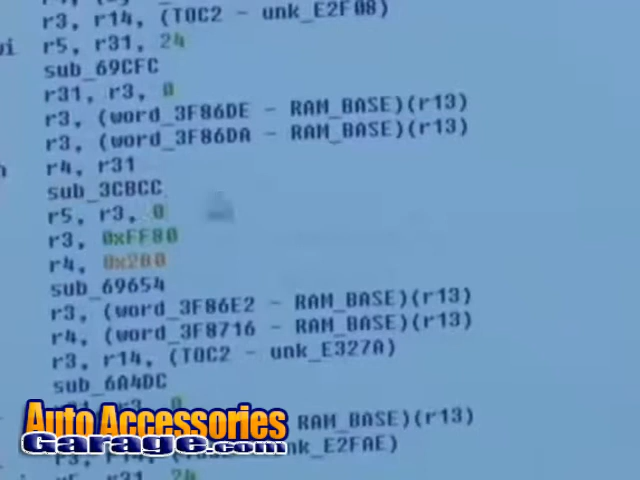 r3, r14, (TOC2 - unk_E2F08)
r5, r31, 24
sub_69CFC
r31, r3, 0
r3, (word_3F86DE - RAM_BASE)(r13)
r3, (word_3F86DA - RAM_BASE)(r13)
r4, r31
sub_3CBCC
r5, r3, 0
r3, 0xFF80
r4, 0x280
sub_69654
r3, (word_3F86E2 - RAM_BASE)(r13)
r4, (word_3F8716 - RAM_BASE)(r13)
r3, r14, (TOC2 - unk_E327A)
sub_6A4DC
RAM_BASE)(r13)
unk_E2FAE)
Auto Accessories
Garage.com